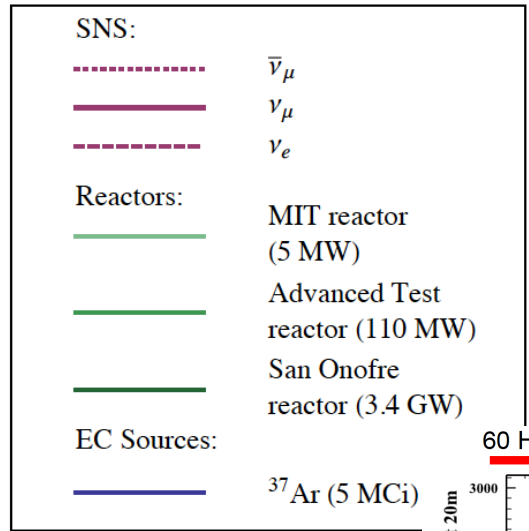 SNS:
ν̄μ
νμ
νe
Reactors:
MIT reactor
(5 MW)
Advanced Test
reactor (110 MW)
San Onofre
reactor (3.4 GW)
EC Sources:
³⁷Ar (5 MCi)
60 H
3000
20m